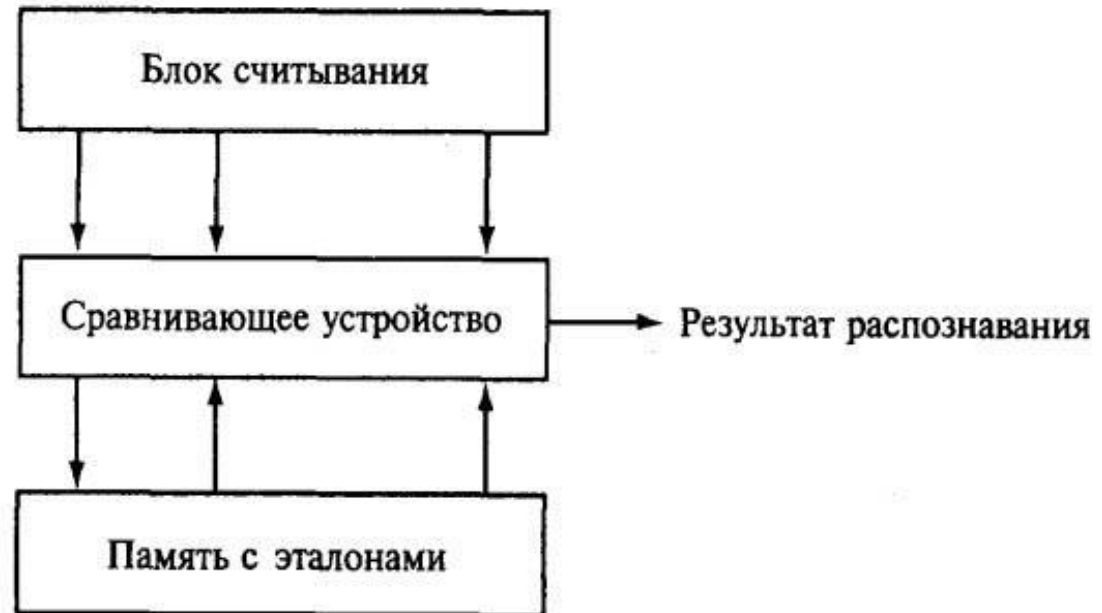 Блок считывания
Сравнивающее устройство
Результат распознавания
Память с эталонами